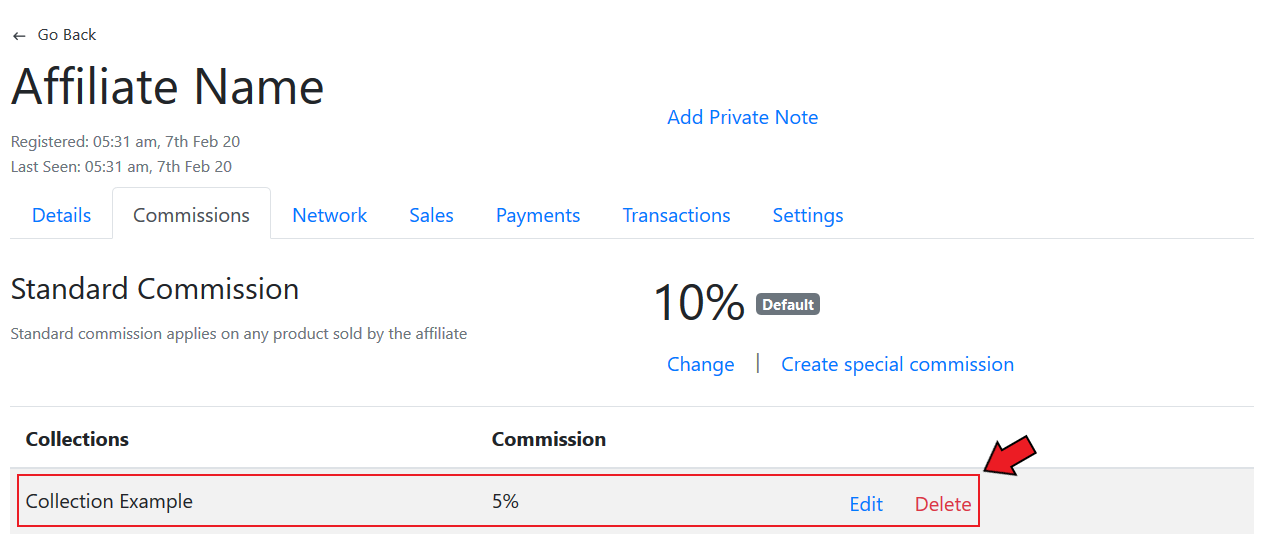 ← Go Back
Affiliate Name
Add Private Note
Registered: 05:31 am, 7th Feb 20
Last Seen: 05:31 am, 7th Feb 20
Details Commissions Network Sales Payments Transactions Settings
Standard Commission
10% Default
Standard commission applies on any product sold by the affiliate
Change | Create special commission
Collections Commission
Collection Example 5% Edit Delete